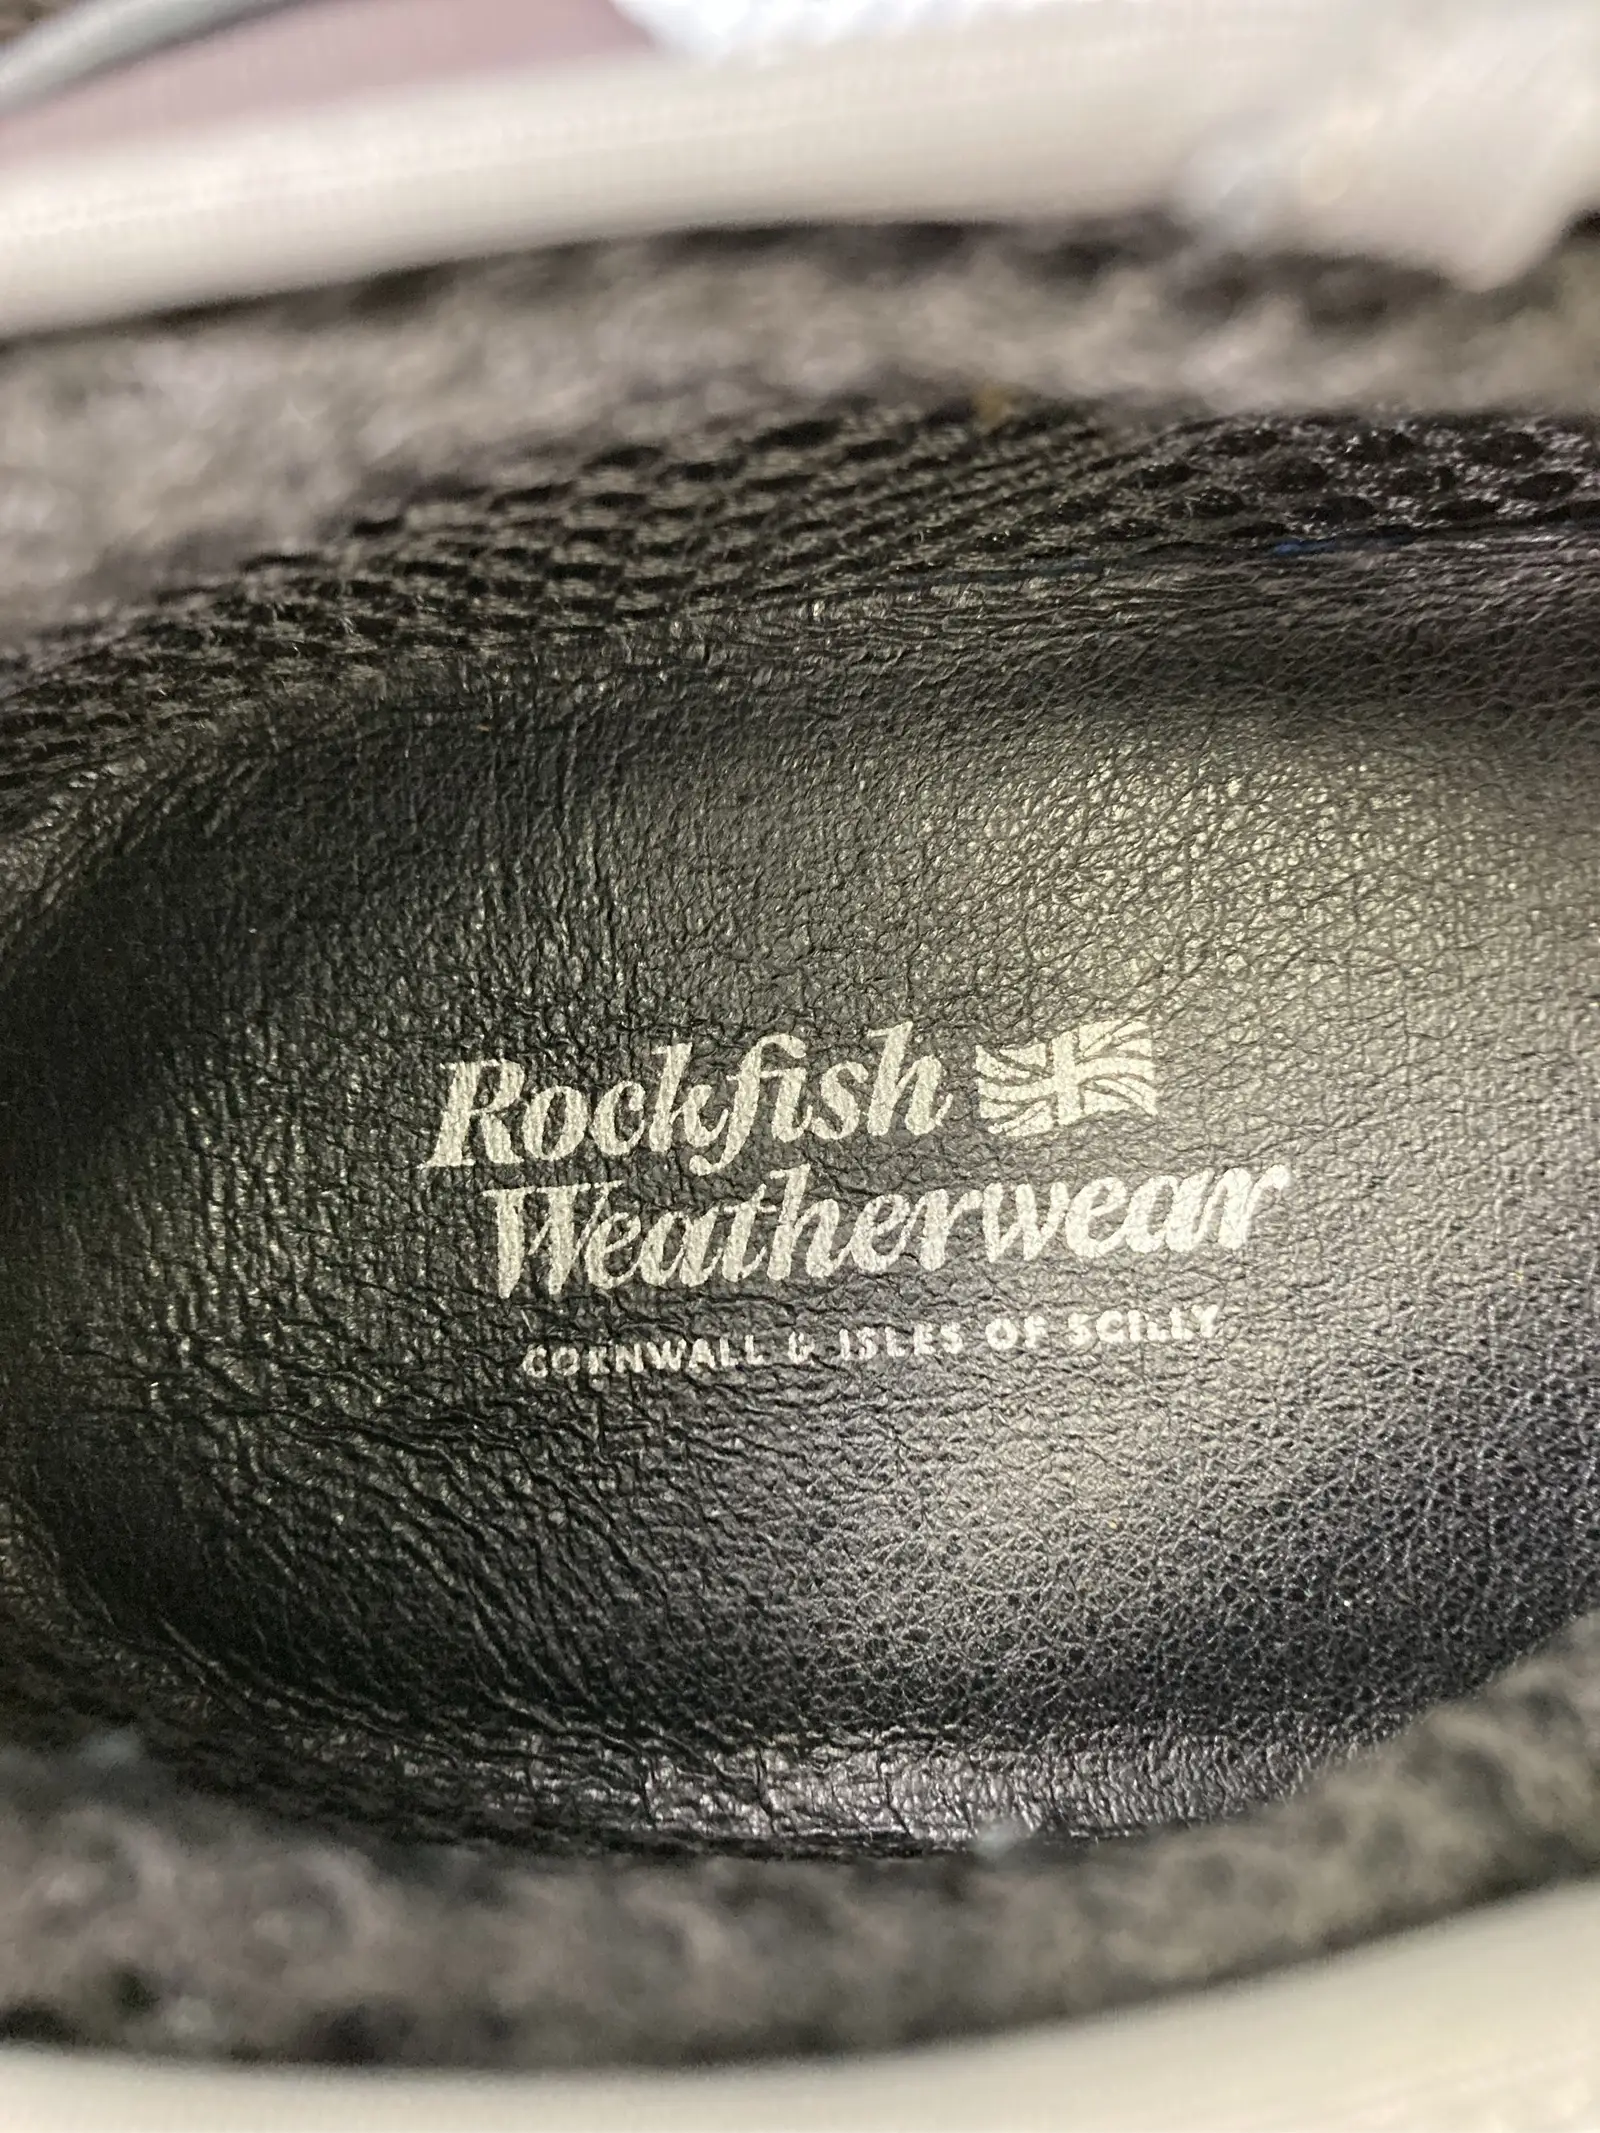 Rockfish
Weatherwear
CORNWALL & ISLES OF SCILLY